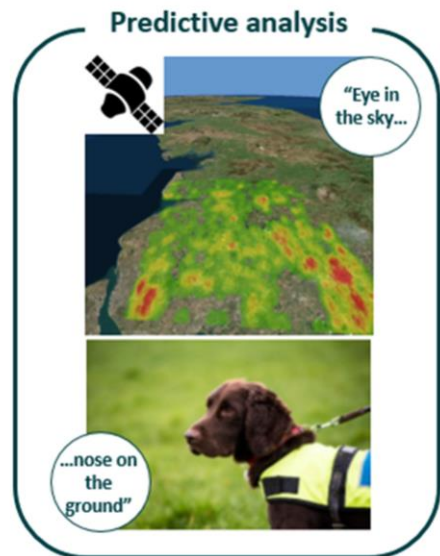 Predictive analysis
“Eye in
the sky...
...nose on
the
ground”